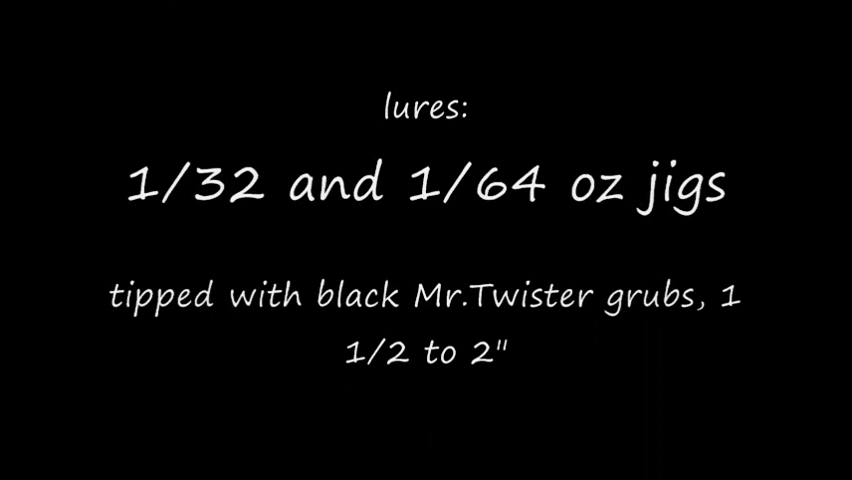 lures:
1/32 and 1/64 oz jigs
tipped with black Mr.Twister grubs, 1
1/2 to 2"